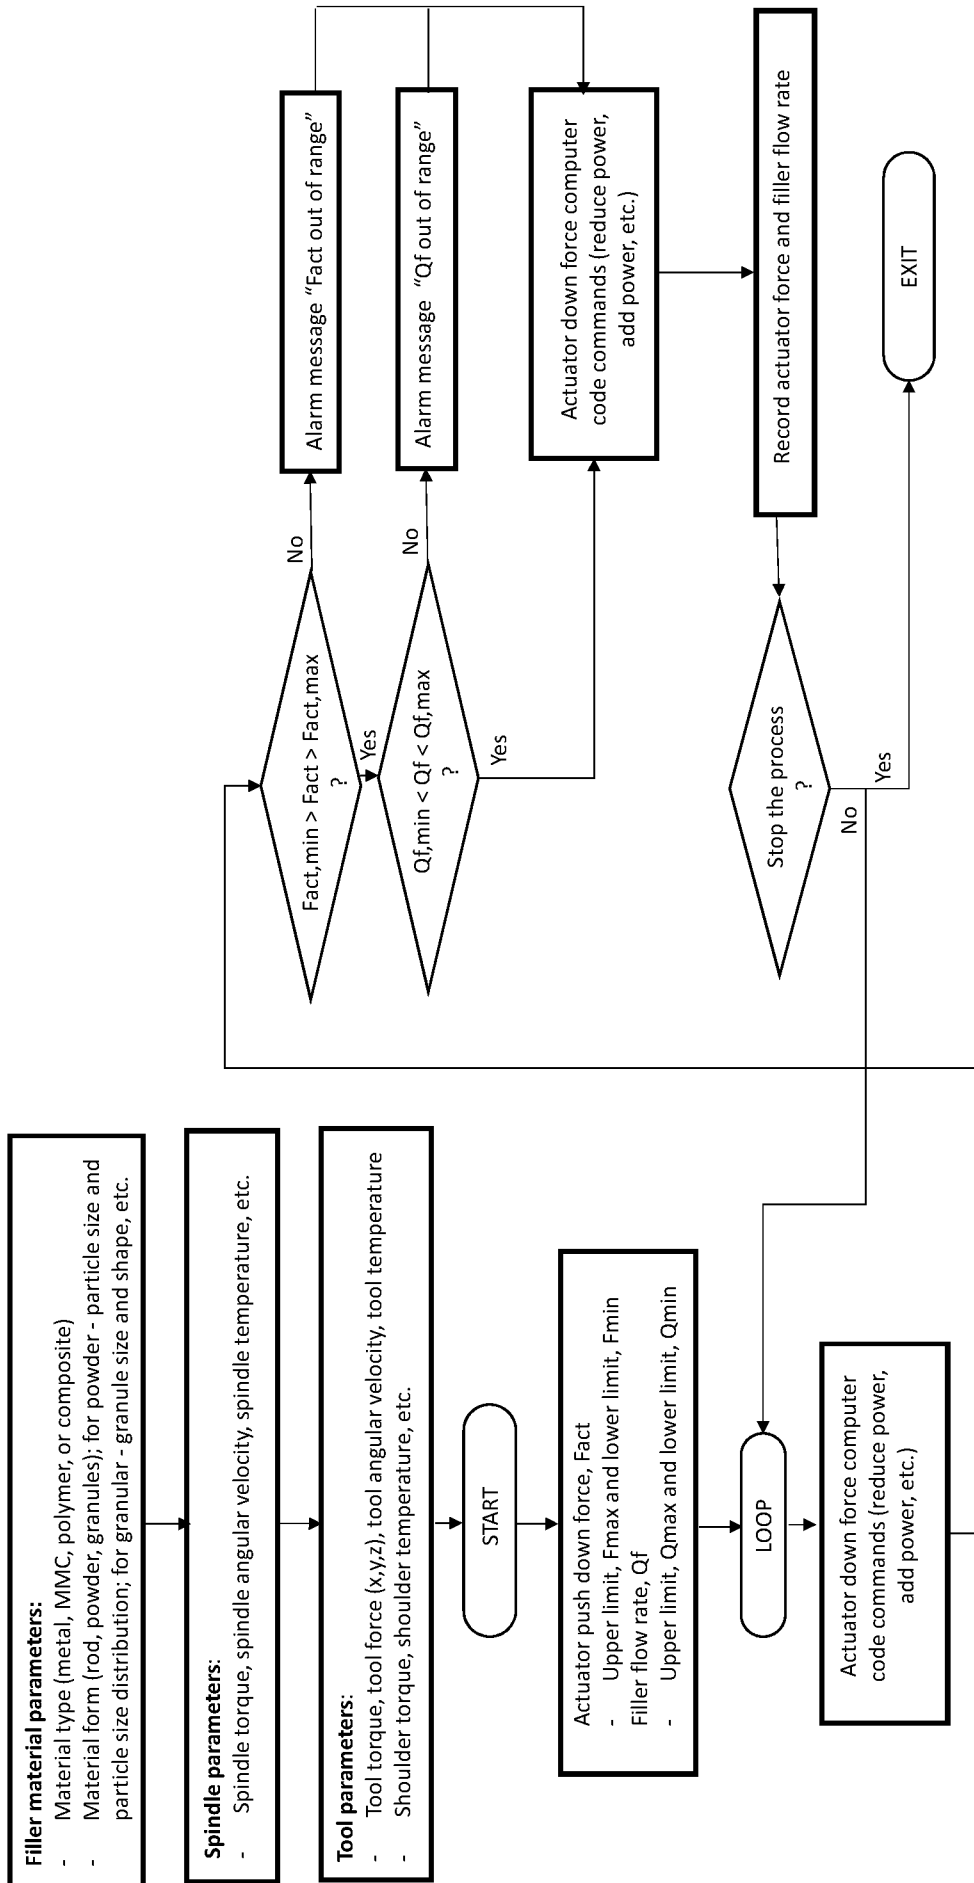 Filler material parameters:
- Material type (metal, MMC, polymer, or composite)
- Material form (rod, powder, granules); for powder - particle size and
particle size distribution; for granular - granule size and shape, etc.
Spindle parameters:
- Spindle torque, spindle angular velocity, spindle temperature, etc.
Tool parameters:
- Tool torque, tool force (x,y,z), tool angular velocity, tool temperature
- Shoulder torque, shoulder temperature, etc.
START
Actuator push down force, Fact
- Upper limit, Fmax and lower limit, Fmin
Filler flow rate, Qf
- Upper limit, Qmax and lower limit, Qmin
LOOP
Actuator down force computer
code commands (reduce power,
add power, etc.)
Fact,min > Fact > Fact,max
?
No
Alarm message “Fact out of range”
Yes
Qf,min < Qf < Qf,max
?
No
Alarm message “Qf out of range”
Yes
Actuator down force computer
code commands (reduce power,
add power, etc.)
Record actuator force and filler flow rate
Stop the process
?
No
Yes
EXIT